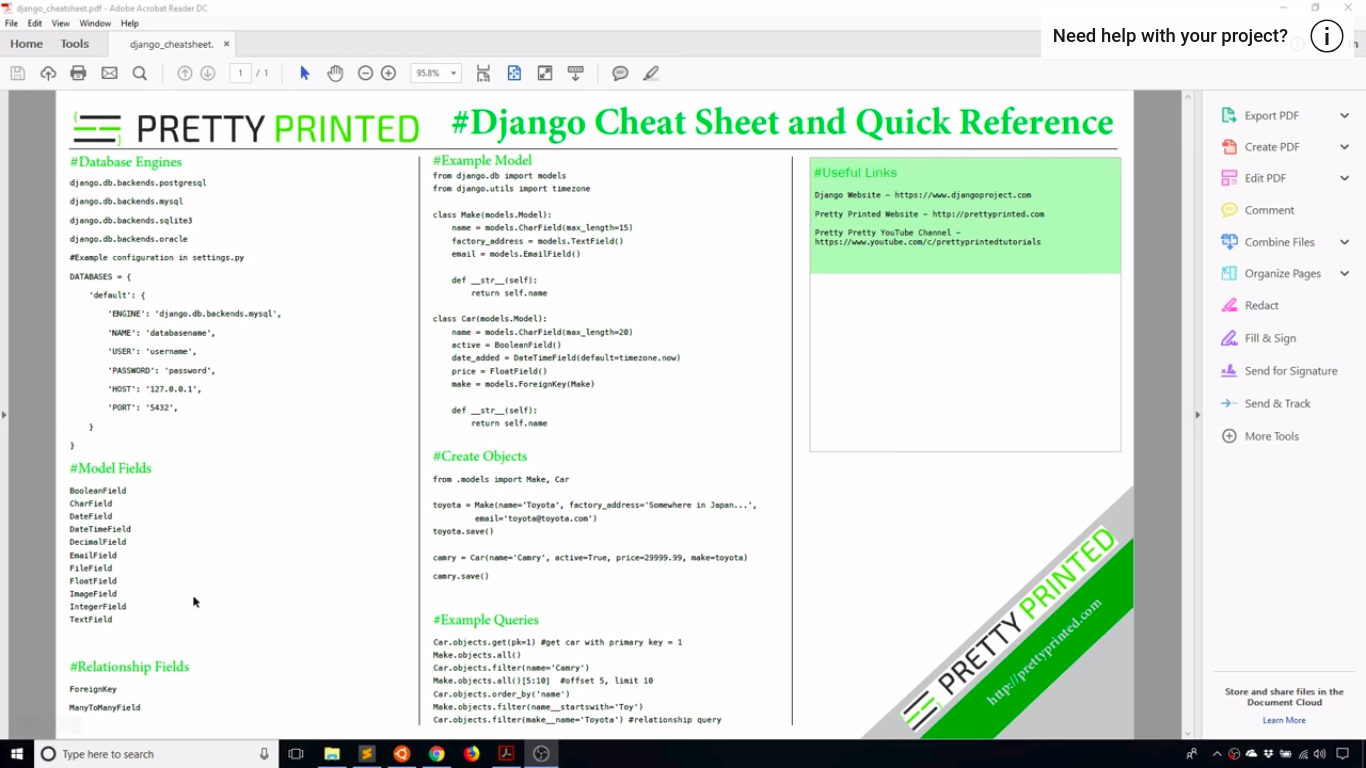 django_cheatsheet.pdf - Adobe Acrobat Reader DC
File Edit View Window Help
Home Tools django_cheatsheet. ×
Need help with your project?
1 / 1
95.8%
PRETTY PRINTED
#Django Cheat Sheet and Quick Reference
#Database Engines
django.db.backends.postgresql
django.db.backends.mysql
django.db.backends.sqlite3
django.db.backends.oracle
#Example configuration in settings.py
DATABASES = {
'default': {
'ENGINE': 'django.db.backends.mysql',
'NAME': 'databasename',
'USER': 'username',
'PASSWORD': 'password',
'HOST': '127.0.0.1',
'PORT': '5432',
}
}
#Model Fields
BooleanField
CharField
DateField
DateTimeField
DecimalField
EmailField
FileField
FloatField
ImageField
IntegerField
TextField
#Relationship Fields
ForeignKey
ManyToManyField
#Example Model
from django.db import models
from django.utils import timezone
class Make(models.Model):
name = models.CharField(max_length=15)
factory_address = models.TextField()
email = models.EmailField()
def __str__(self):
return self.name
class Car(models.Model):
name = models.CharField(max_length=20)
active = BooleanField()
date_added = DateTimeField(default=timezone.now)
price = FloatField()
make = models.ForeignKey(Make)
def __str__(self):
return self.name
#Create Objects
from .models import Make, Car
toyota = Make(name='Toyota', factory_address='Somewhere in Japan...',
email='toyota@toyota.com')
toyota.save()
camry = Car(name='Camry', active=True, price=29999.99, make=toyota)
camry.save()
#Example Queries
Car.objects.get(pk=1) #get car with primary key = 1
Make.objects.all()
Car.objects.filter(name='Camry')
Make.objects.all()[5:10] #offset 5, limit 10
Car.objects.order_by('name')
Make.objects.filter(name__startswith='Toy')
Car.objects.filter(make__name='Toyota') #relationship query
#Useful Links
Django Website – https://www.djangoproject.com
Pretty Printed Website – http://prettyprinted.com
Pretty Pretty YouTube Channel –
https://www.youtube.com/c/prettyprintedtutorials
PRETTY PRINTED
http://prettyprinted.com
Export PDF
Create PDF
Edit PDF
Comment
Combine Files
Organize Pages
Redact
Fill & Sign
Send for Signature
Send & Track
More Tools
Store and share files in the
Document Cloud
Learn More
Type here to search